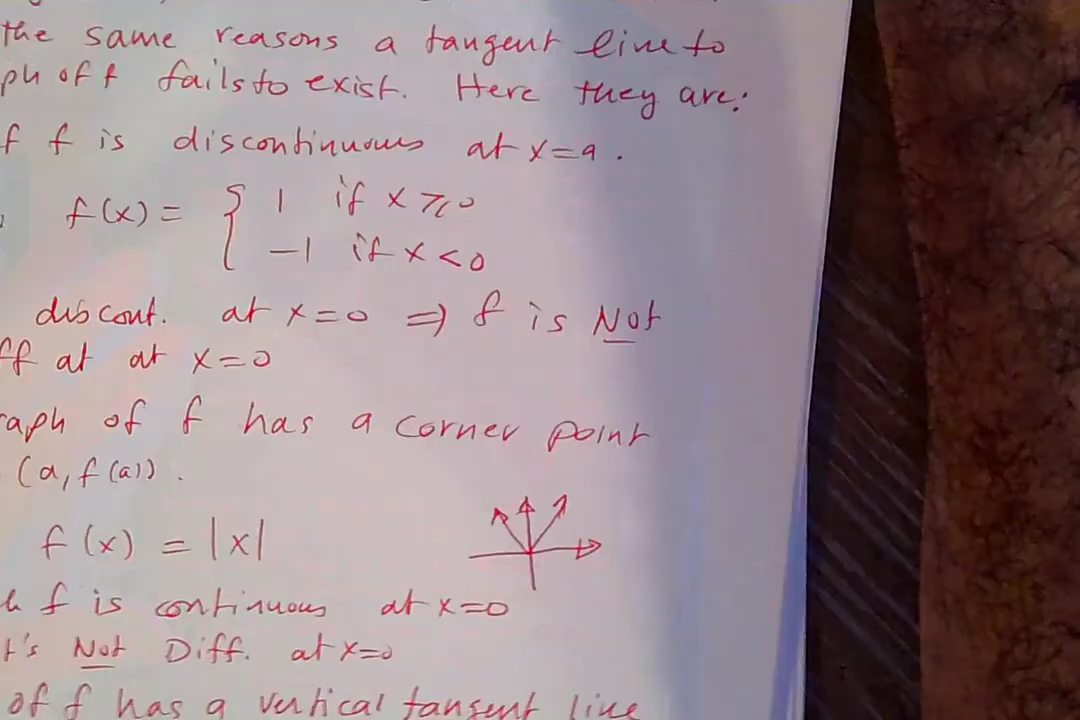 the same reasons a tangent line to
ph of f fails to exist. Here they are:
f f is discontinuous at x=a.
f(x) = { 1 if x ⩾ 0
-1 if x < 0
discont. at x=0 ⇒ f is Not
ff at at x=0
raph of f has a corner point
(a, f(a)).
f(x) = |x|
h f is continuous at x=0
t's Not Diff. at x=0
of f has a vertical tangent line